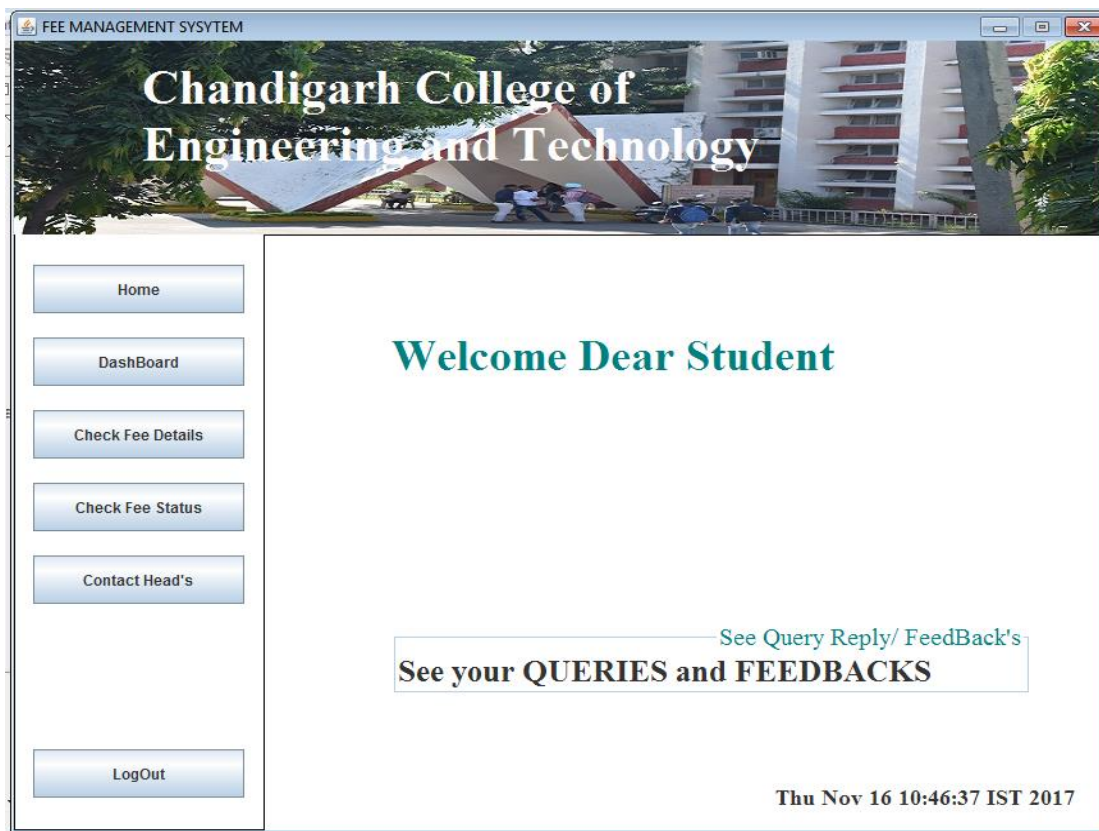 FEE MANAGEMENT SYSYTEM
Chandigarh College of
Engineering and Technology
Home
DashBoard
Check Fee Details
Check Fee Status
Contact Head's
LogOut
Welcome Dear Student
See Query Reply/ FeedBack's
See your QUERIES and FEEDBACKS
Thu Nov 16 10:46:37 IST 2017